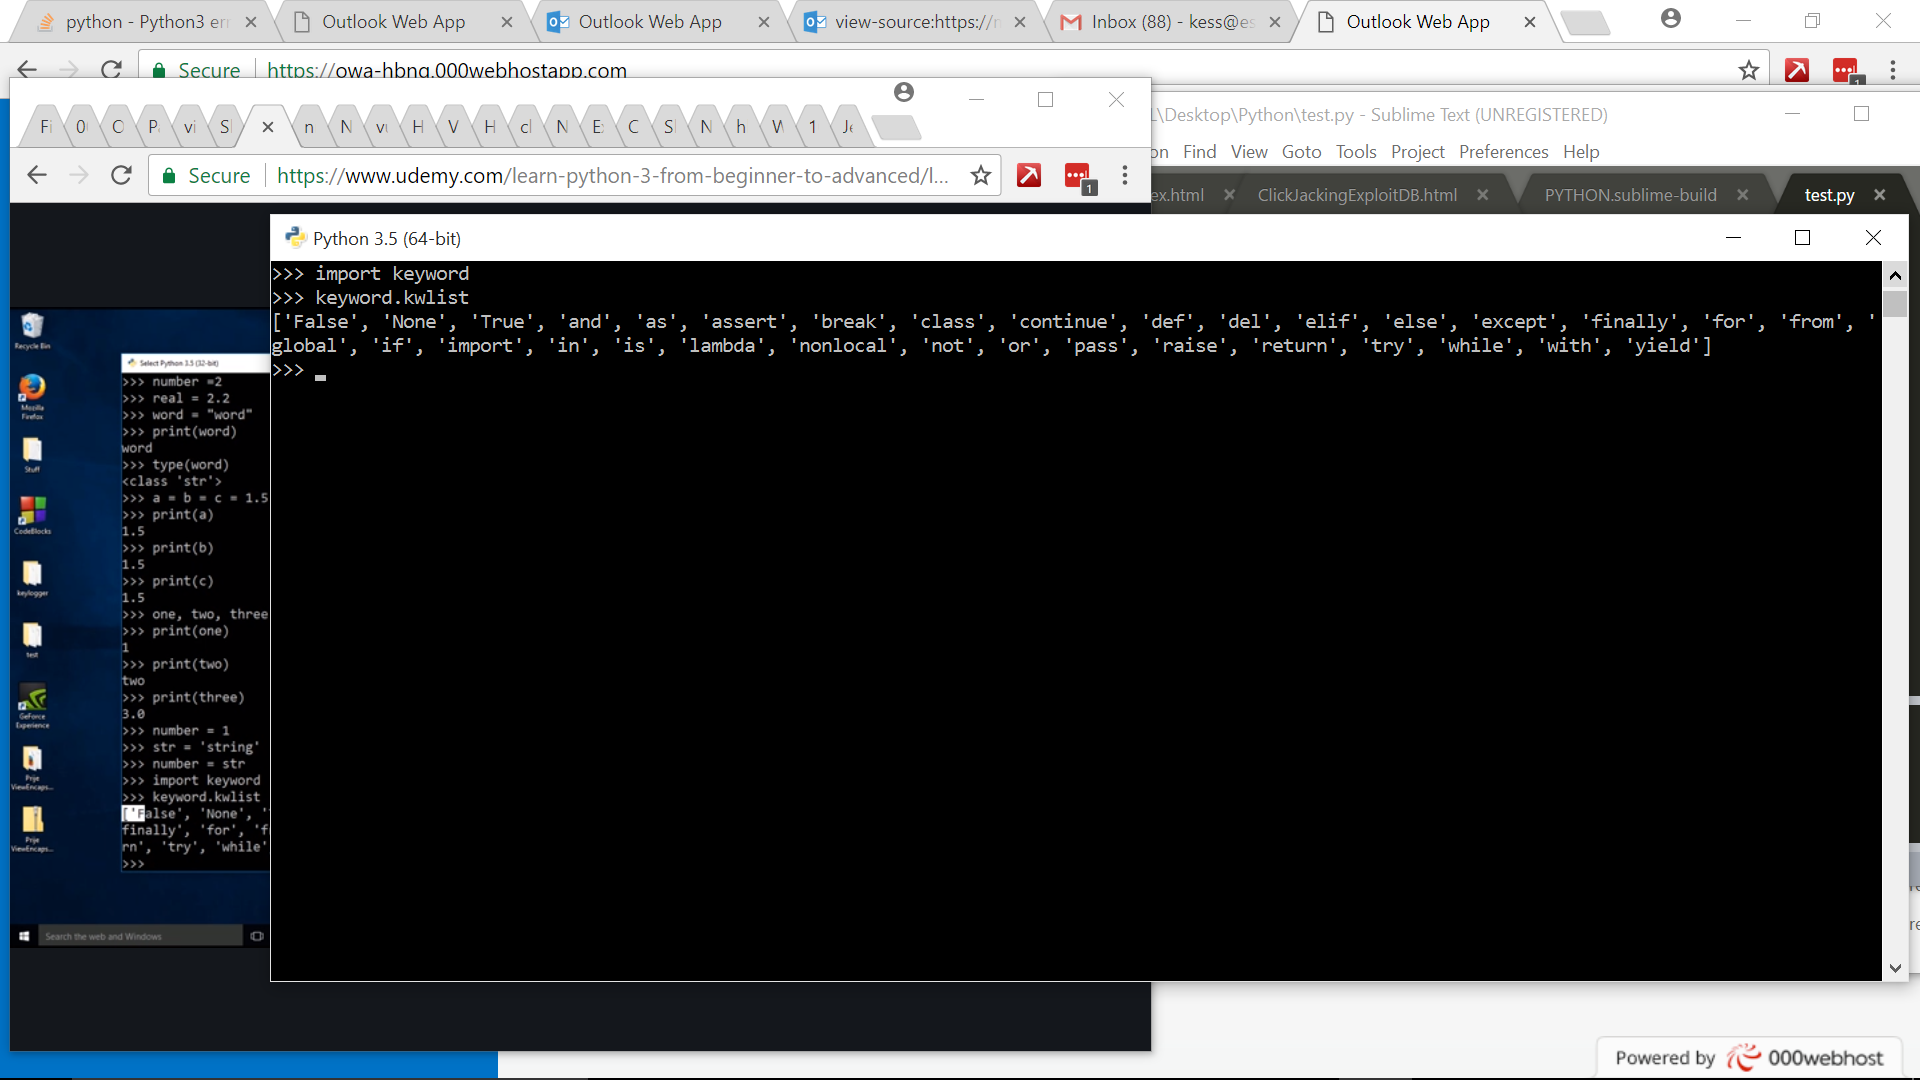 python - Python3 err
Outlook Web App
Outlook Web App
view-source:https://
Inbox (88) - kess@es
Outlook Web App
Secure
https://owa-hbng.000webhostapp.com
1
Fi
O
P
vi
S
n
N
H
V
H
cl
N
E
C
S
N
h
W
1
Je
Secure
https://www.udemy.com/learn-python-3-from-beginner-to-advanced/l...
1
L\Desktop\Python\test.py - Sublime Text (UNREGISTERED)
on Find View Goto Tools Project Preferences Help
ex.html
ClickJackingExploitDB.html
PYTHON.sublime-build
test.py
Python 3.5 (64-bit)
>>> import keyword
>>> keyword.kwlist
['False', 'None', 'True', 'and', 'as', 'assert', 'break', 'class', 'continue', 'def', 'del', 'elif', 'else', 'except', 'finally', 'for', 'from', '
global', 'if', 'import', 'in', 'is', 'lambda', 'nonlocal', 'not', 'or', 'pass', 'raise', 'return', 'try', 'while', 'with', 'yield']
>>>
Recycle Bin
Mozilla
Firefox
Stuff
CodeBlocks
keylogger
test
GeForce
Experience
Prije
ViewEncaps...
Prije
ViewEncaps...
Select Python 3.5 (32-bit)
>>> number =2
>>> real = 2.2
>>> word = "word"
>>> print(word)
word
>>> type(word)
<class 'str'>
>>> a = b = c = 1.5
>>> print(a)
1.5
>>> print(b)
1.5
>>> print(c)
1.5
>>> one, two, three
>>> print(one)
1
>>> print(two)
two
>>> print(three)
3.0
>>> number = 1
>>> str = 'string'
>>> number = str
>>> import keyword
>>> keyword.kwlist
['False', 'None', '
finally', 'for', 'f
rn', 'try', 'while'
>>>
Search the web and Windows
re
Powered by 000webhost